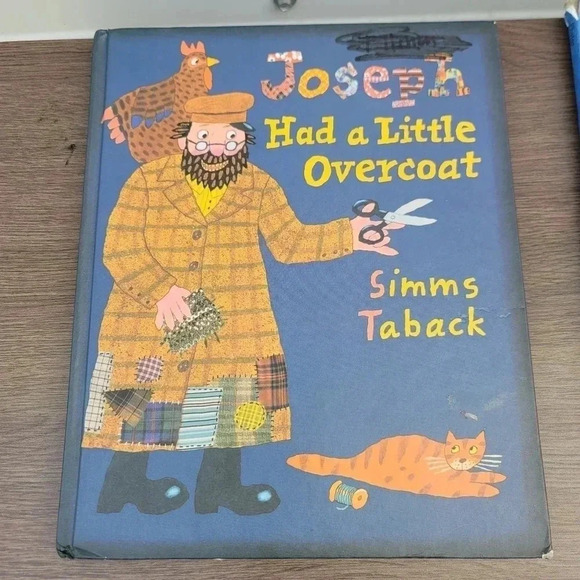 Joseph
Had a Little
Overcoat
Simms
Taback